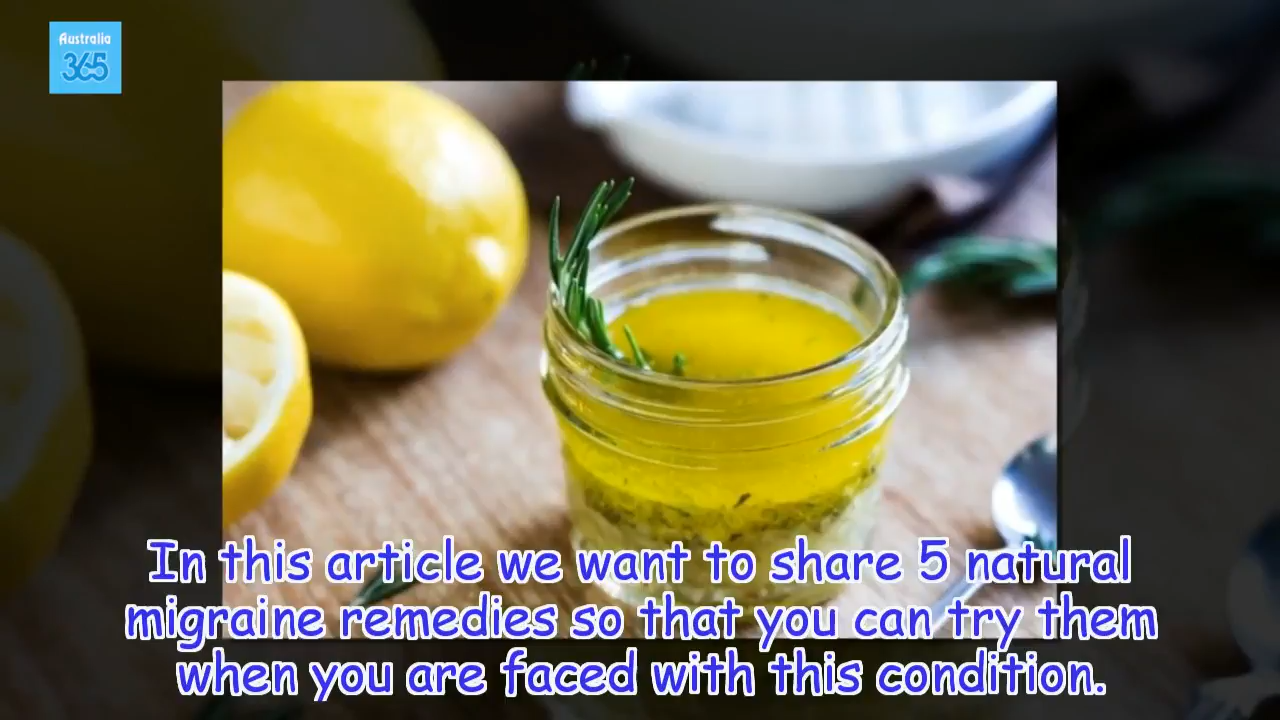 Australia
365
In this article we want to share 5 natural
migraine remedies so that you can try them
when you are faced with this condition.